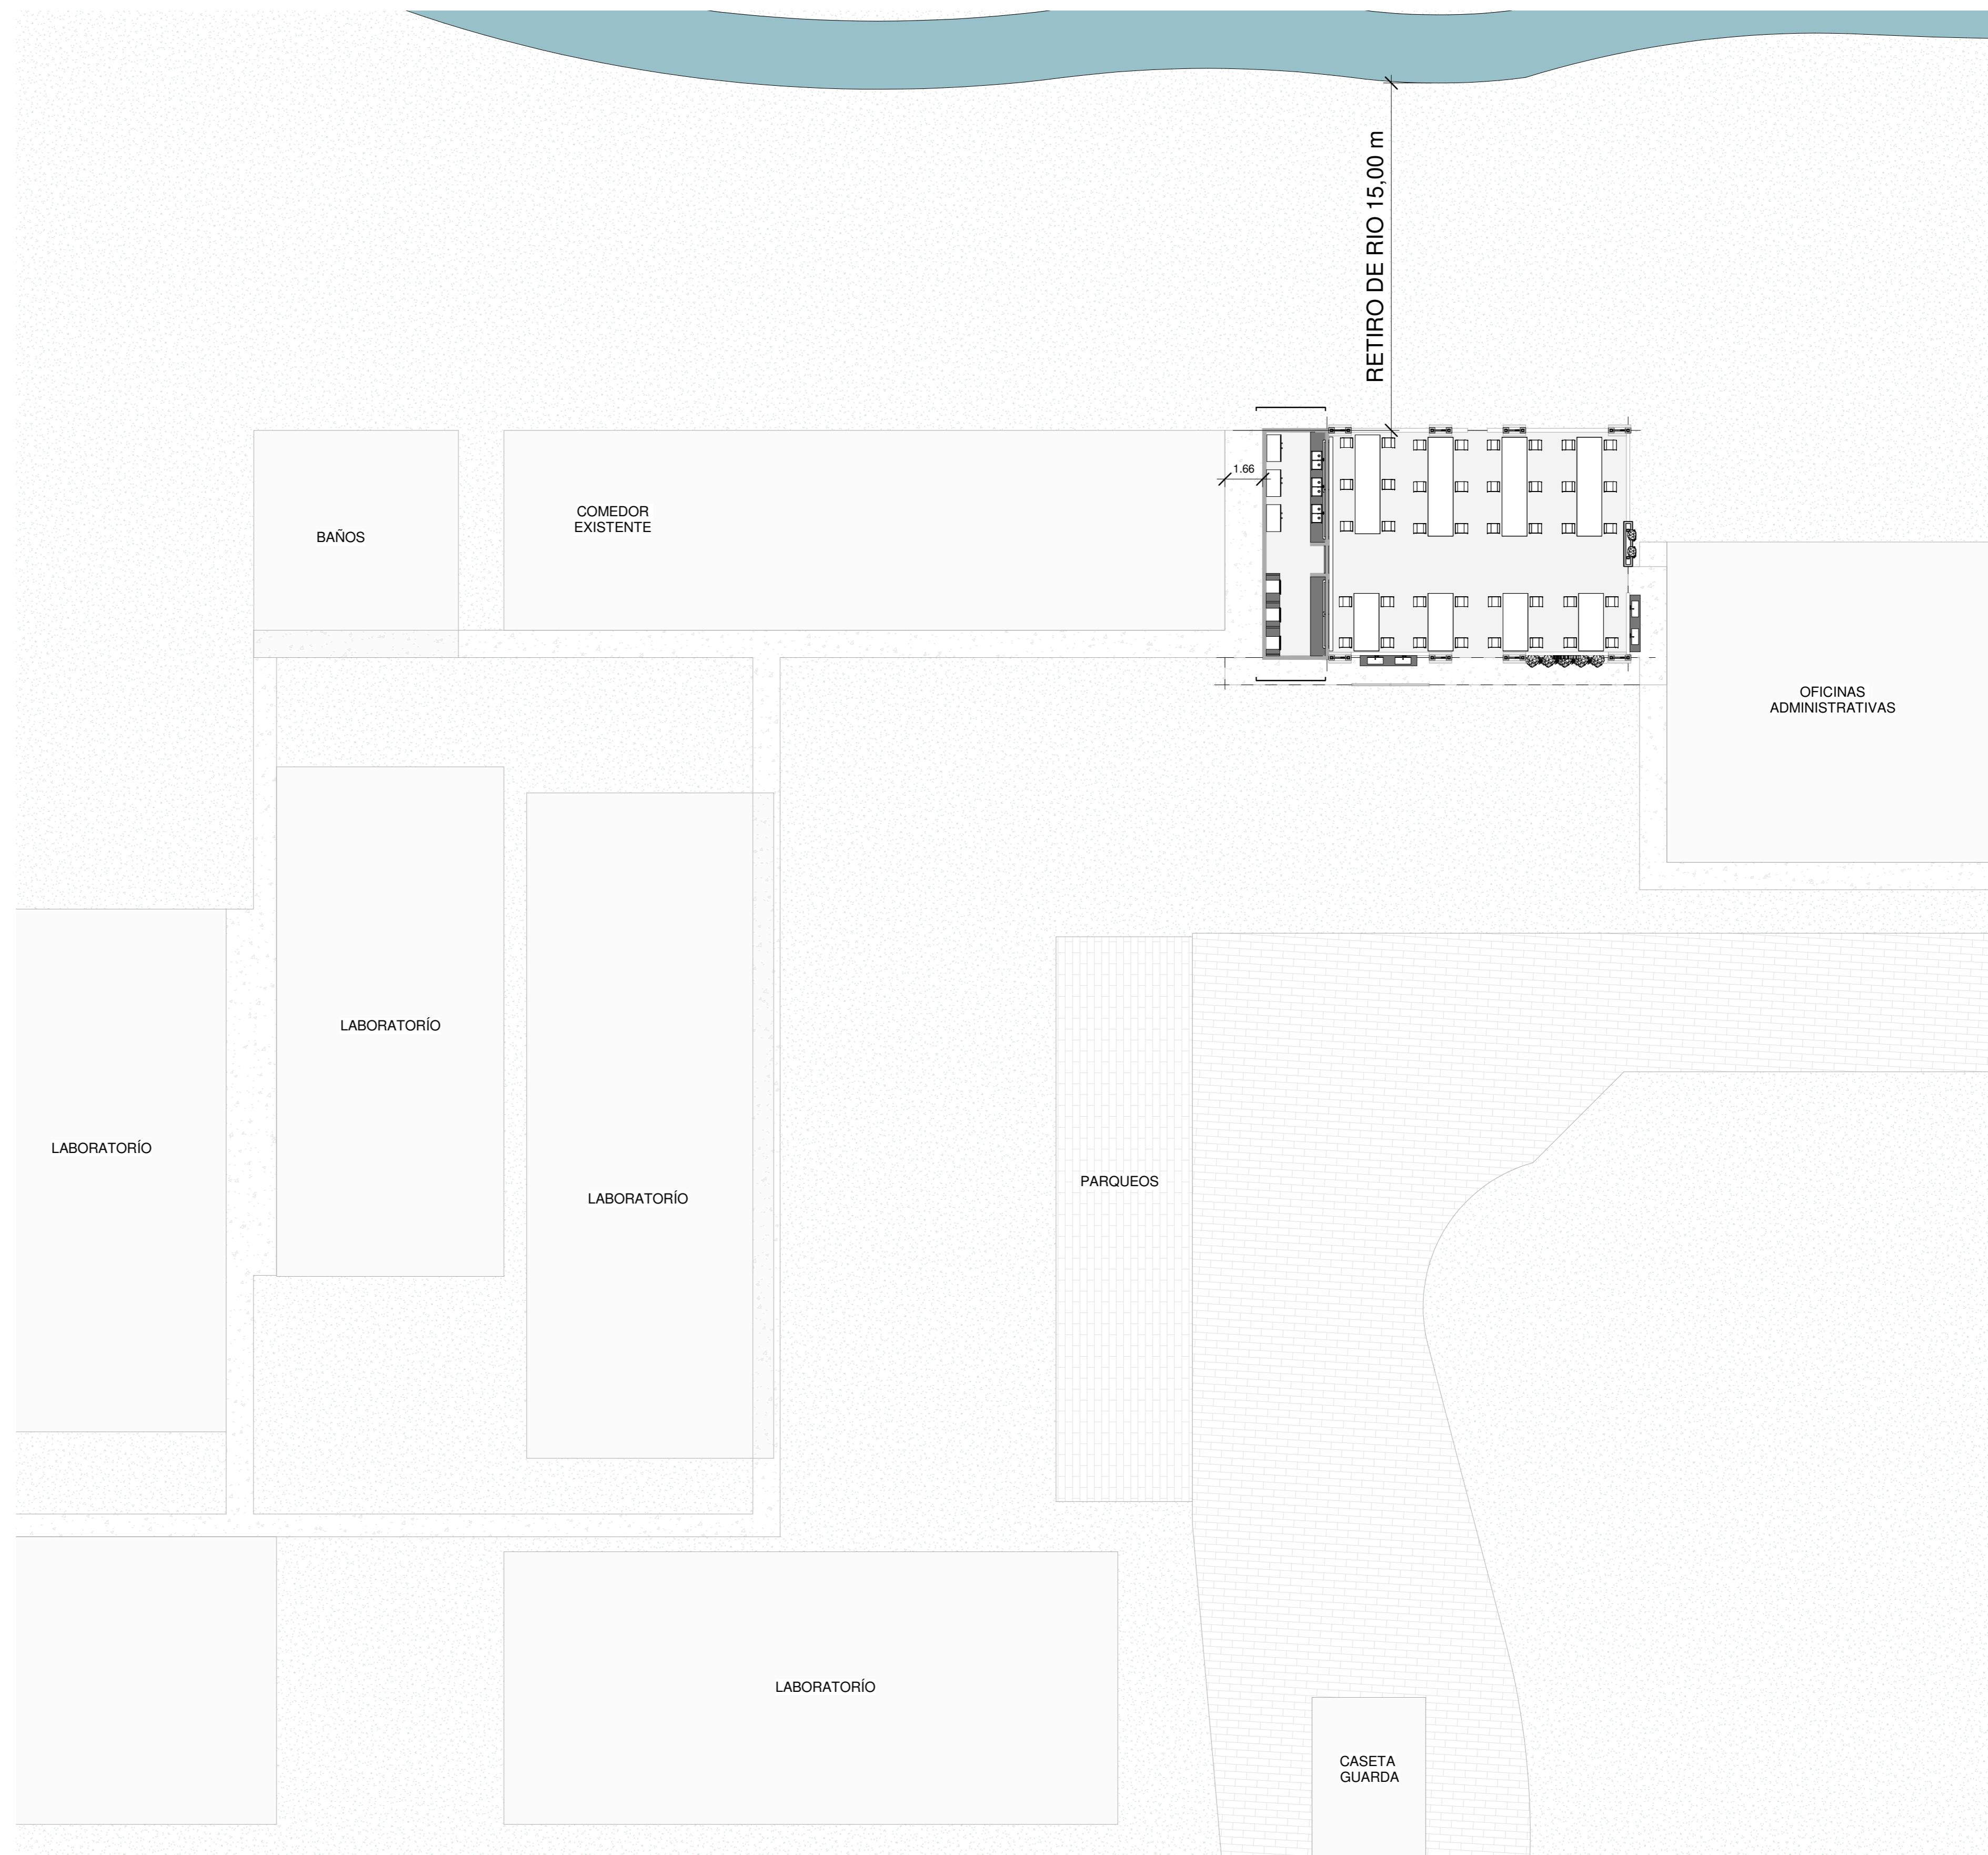 RETIRO DE RIO 15,00 m
1.66
COMEDOR
EXISTENTE
BAÑOS
OFICINAS
ADMINISTRATIVAS
LABORATORÍO
LABORATORÍO
PARQUEOS
LABORATORÍO
LABORATORÍO
CASETA
GUARDA